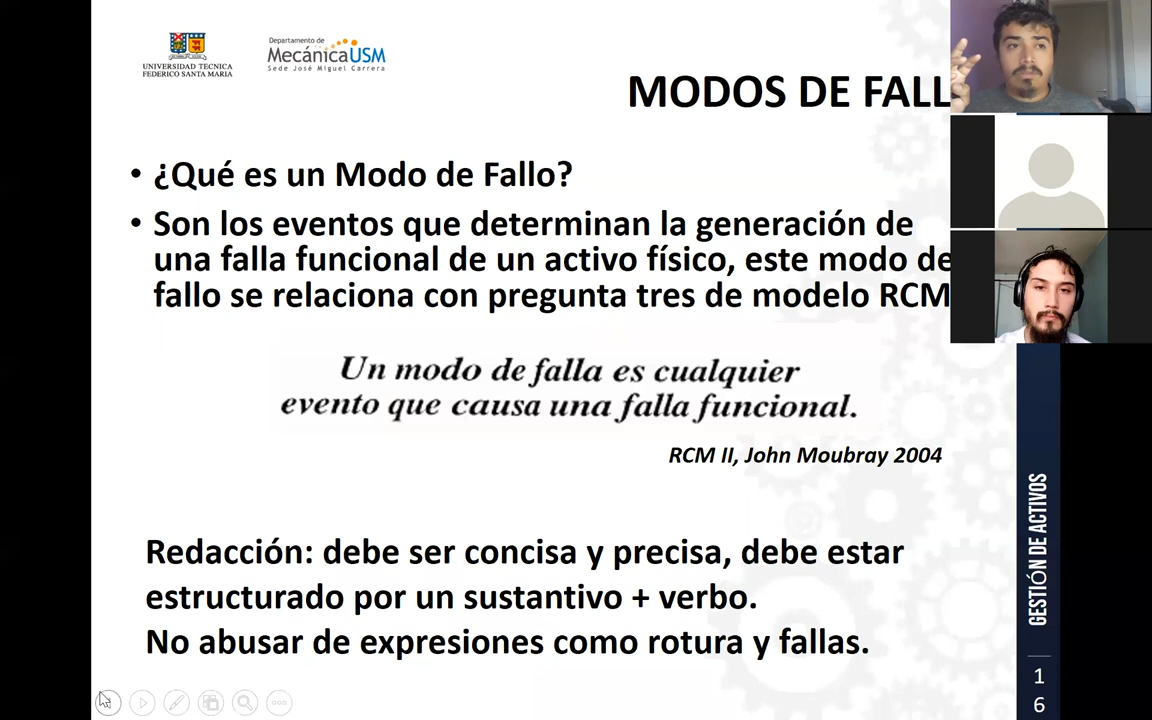 UNIVERSIDAD TECNICA
FEDERICO SANTA MARIA
Departamento de
MecánicaUSM
Sede José Miguel Carrera
MODOS DE FALL
• ¿Qué es un Modo de Fallo?
• Son los eventos que determinan la generación de
una falla funcional de un activo físico, este modo de
fallo se relaciona con pregunta tres de modelo RCM
Un modo de falla es cualquier
evento que causa una falla funcional.
RCM II, John Moubray 2004
Redacción: debe ser concisa y precisa, debe estar
estructurado por un sustantivo + verbo.
No abusar de expresiones como rotura y fallas.
GESTIÓN DE ACTIVOS
1
6